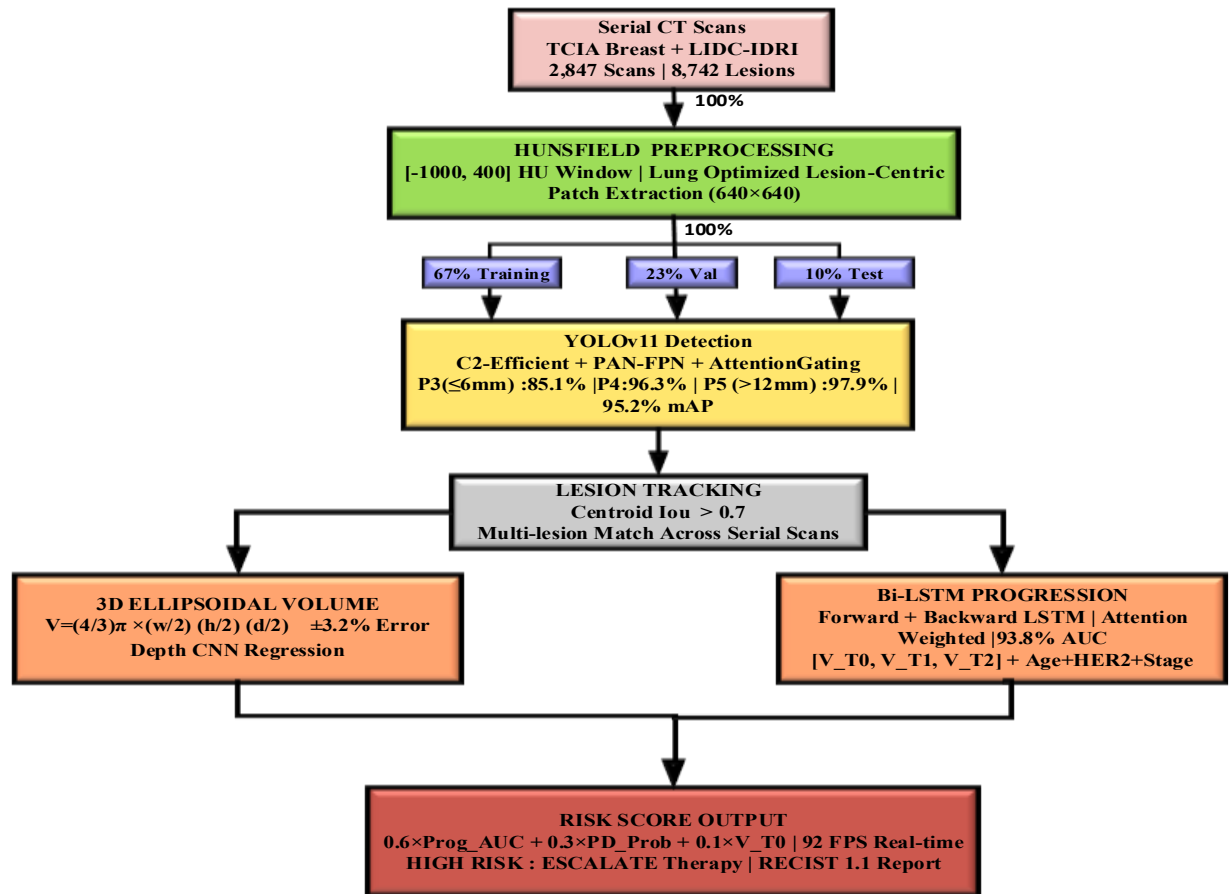 Serial CT Scans
TCIA Breast + LIDC-IDRI
2,847 Scans | 8,742 Lesions
100%
HUNSFIELD PREPROCESSING
[-1000, 400] HU Window | Lung Optimized Lesion-Centric
Patch Extraction (640×640)
100%
67% Training
23% Val
10% Test
YOLOv11 Detection
C2-Efficient + PAN-FPN + AttentionGating
P3(≤6mm) :85.1% |P4:96.3% | P5 (>12mm) :97.9% |
95.2% mAP
LESION TRACKING
Centroid Iou > 0.7
Multi-lesion Match Across Serial Scans
3D ELLIPSOIDAL VOLUME
V=(4/3)π ×(w/2) (h/2) (d/2) ±3.2% Error
Depth CNN Regression
Bi-LSTM PROGRESSION
Forward + Backward LSTM | Attention
Weighted |93.8% AUC
[V_T0, V_T1, V_T2] + Age+HER2+Stage
RISK SCORE OUTPUT
0.6×Prog_AUC + 0.3×PD_Prob + 0.1×V_T0 | 92 FPS Real-time
HIGH RISK : ESCALATE Therapy | RECIST 1.1 Report